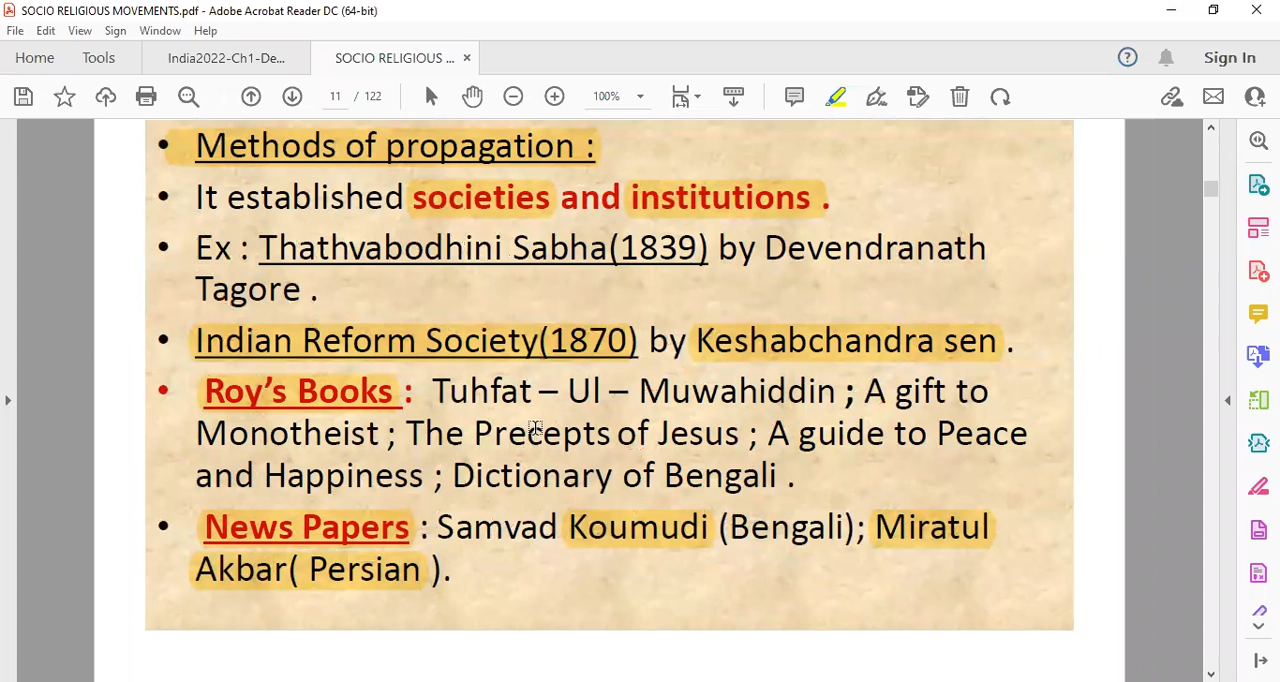 SOCIO RELIGIOUS MOVEMENTS.pdf - Adobe Acrobat Reader DC (64-bit)
File Edit View Sign Window Help
Home Tools India2022-Ch1-De... SOCIO RELIGIOUS ... × Sign In
11 / 122 100%
• Methods of propagation :
• It established societies and institutions .
• Ex : Thathvabodhini Sabha(1839) by Devendranath
Tagore .
• Indian Reform Society(1870) by Keshabchandra sen .
• Roy's Books : Tuhfat – Ul – Muwahiddin ; A gift to
Monotheist ; The Precepts of Jesus ; A guide to Peace
and Happiness ; Dictionary of Bengali .
• News Papers : Samvad Koumudi (Bengali); Miratul
Akbar( Persian ).